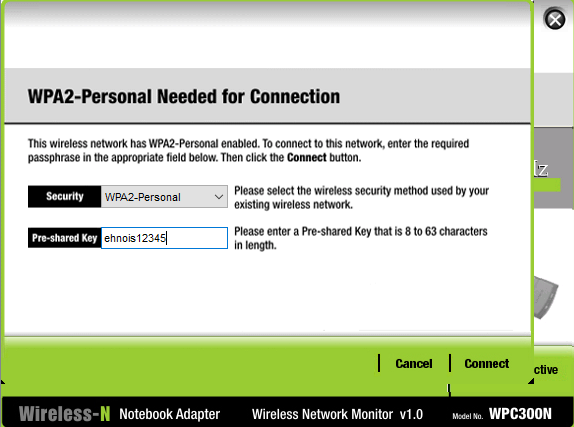 WPA2-Personal Needed for Connection
This wireless network has WPA2-Personal enabled. To connect to this network, enter the required
passphrase in the appropriate field below. Then click the Connect button.
Security
WPA2-Personal
Please select the wireless security method used by your
existing wireless network.
Pre-shared Key
ehnois12345
Please enter a Pre-shared Key that is 8 to 63 characters
in length.
Hz
Cancel
Connect
ctive
Wireless-N Notebook Adapter Wireless Network Monitor v1.0 Model No. WPC300N